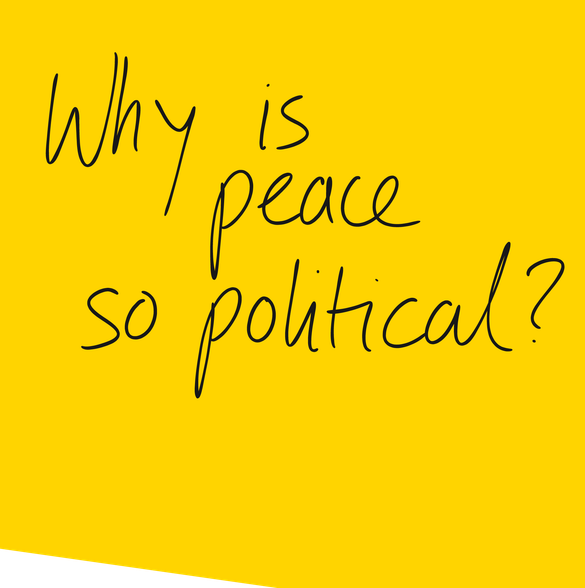 Why is
peace
so political?